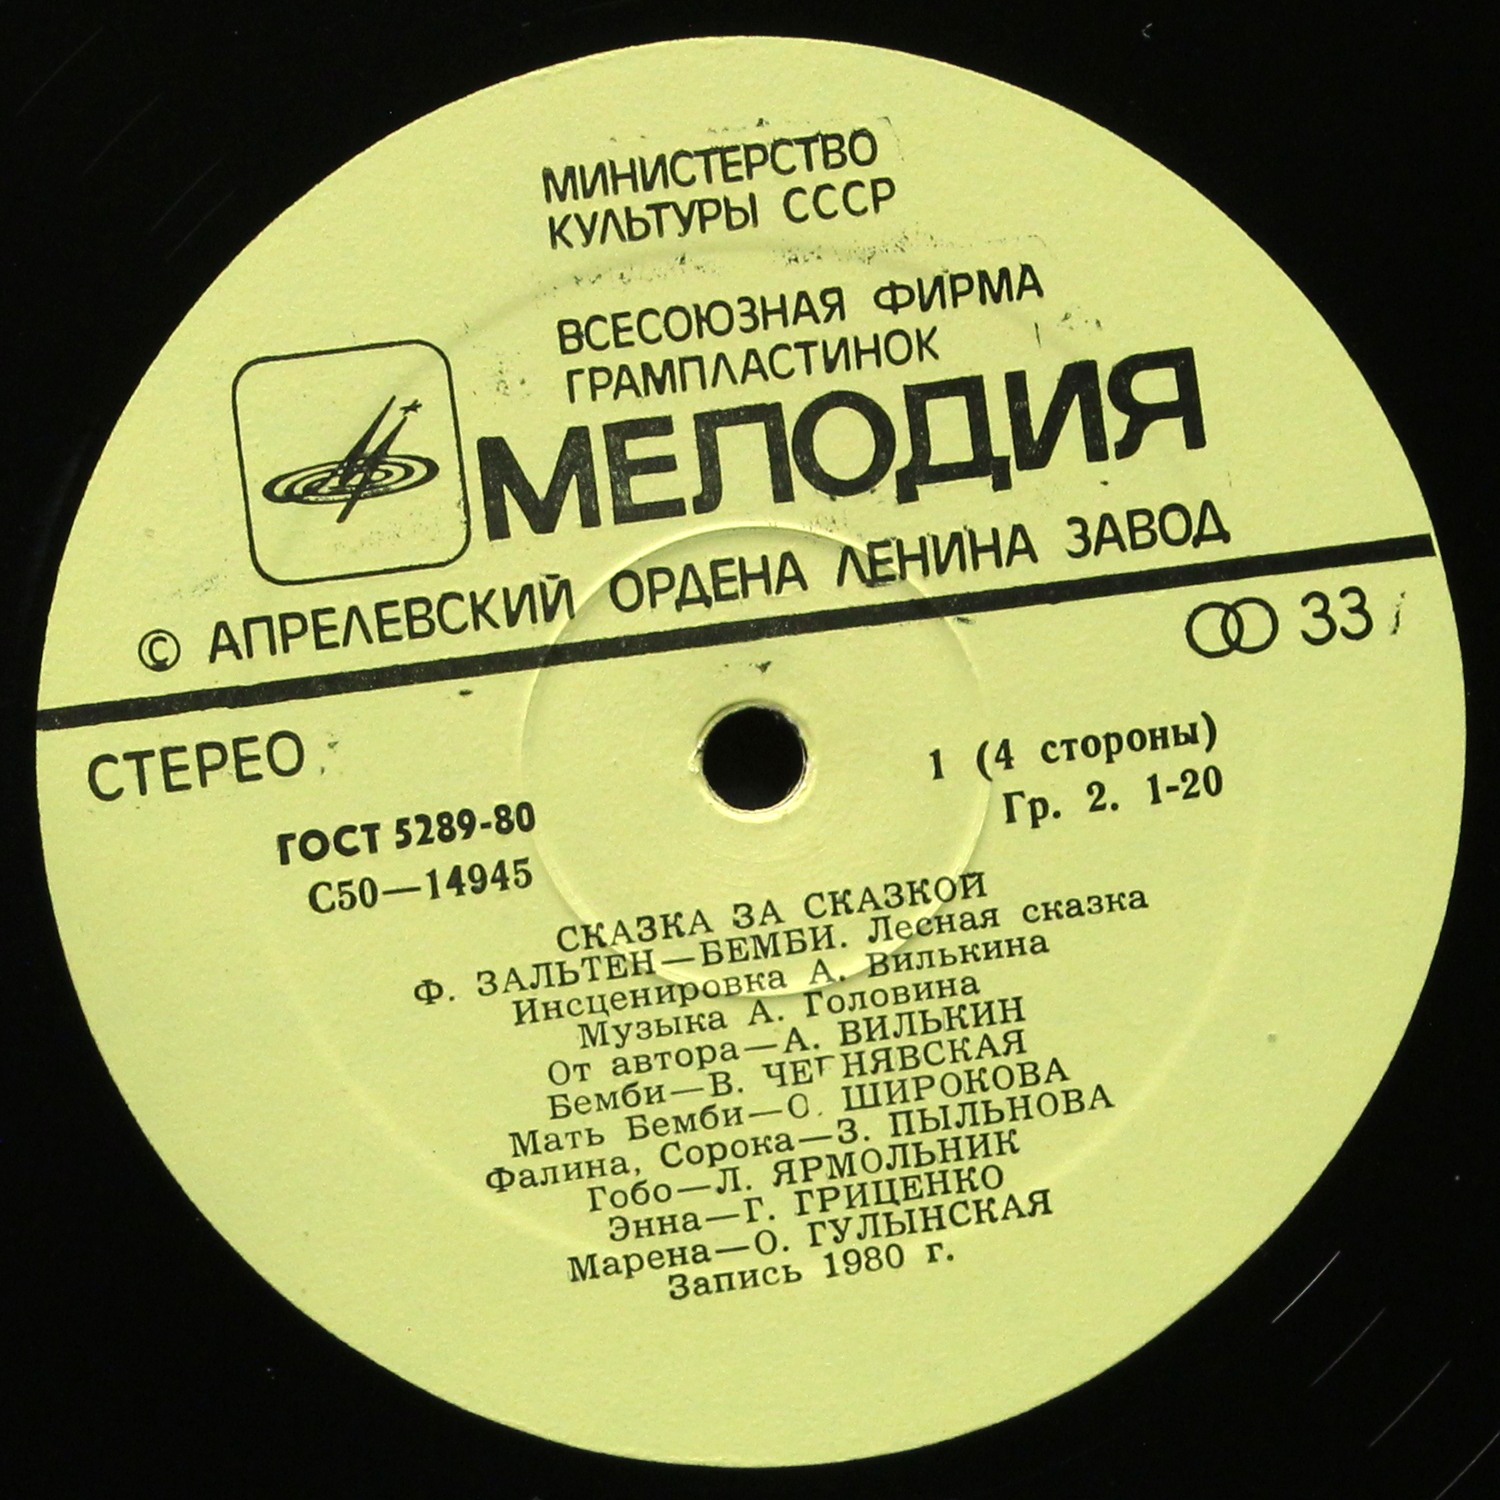 МИНИСТЕРСТВО
КУЛЬТУРЫ СССР
ВСЕСОЮЗНАЯ ФИРМА
ГРАМПЛАСТИНОК
МЕЛОДИЯ
© АПРЕЛЕВСКИЙ ОРДЕНА ЛЕНИНА ЗАВОД
33
СТЕРЕО
1 (4 стороны)
ГОСТ 5289-80
Гр. 2. 1-20
С50—14945
СКАЗКА ЗА СКАЗКОЙ
Ф. ЗАЛЬТЕН—БЕМБИ. Лесная сказка
Инсценировка А. Вилькина
Музыка А. Головина
От автора—А. ВИЛЬКИН
Бемби—В. ЧЕРНЯВСКАЯ
Мать Бемби—О. ШИРОКОВА
Фалина, Сорока—З. ПЫЛЬНОВА
Гобо—Л. ЯРМОЛЬНИК
Энна—Г. ГРИЦЕНКО
Марена—О. ГУЛЫНСКАЯ
Запись 1980 г.